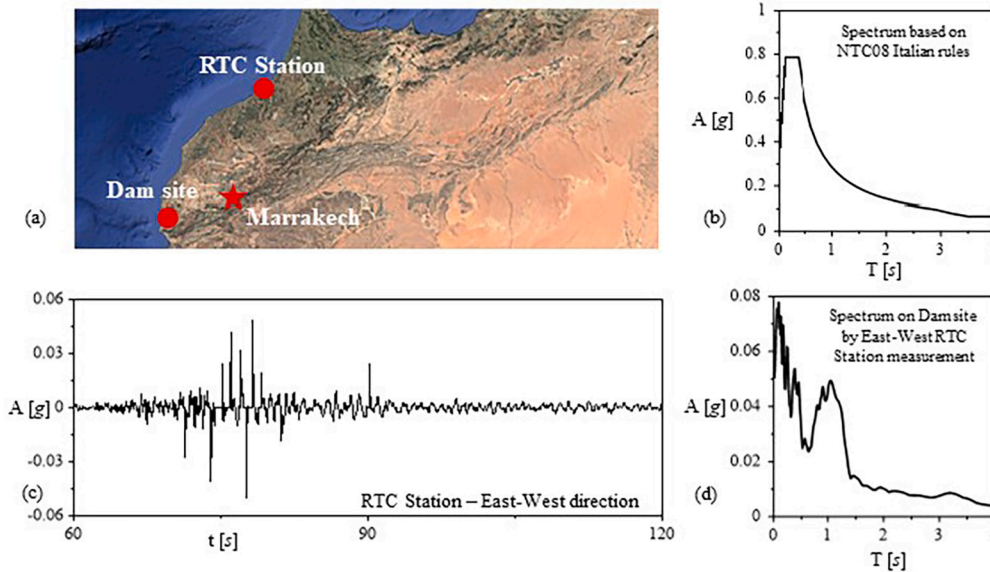 RTC Station
Dam site
Marrakech
(a)
1
0.8
0.6
A [g]
0.4
0.2
0
0
1
2
3
T [s]
Spectrum based on
NTC08 Italian rules
(b)
0.06
0.03
A [g]
0
-0.03
-0.06
(c)
60
90
120
t [s]
RTC Station – East-West direction
0.08
0.06
A [g]
0.04
0.02
0
0
1
2
3
T [s]
Spectrum on Dam site
by East-West RTC
Station measurement
(d)